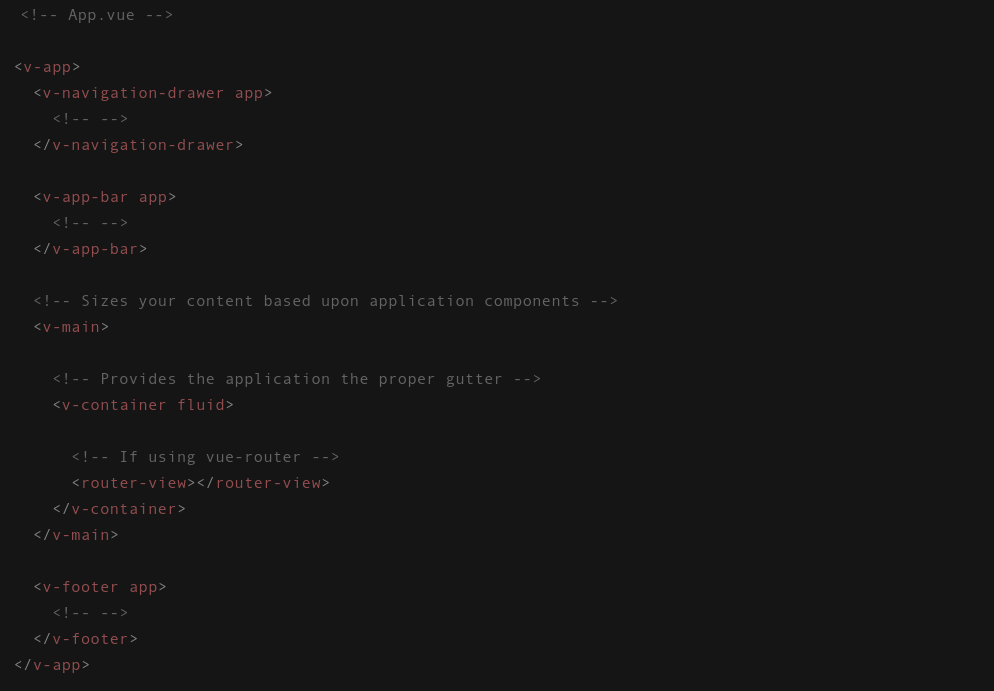 <!-- App.vue -->
<v-app>
<v-navigation-drawer app>
<!-- -->
</v-navigation-drawer>
<v-app-bar app>
<!-- -->
</v-app-bar>
<!-- Sizes your content based upon application components -->
<v-main>
<!-- Provides the application the proper gutter -->
<v-container fluid>
<!-- If using vue-router -->
<router-view></router-view>
</v-container>
</v-main>
<v-footer app>
<!-- -->
</v-footer>
</v-app>